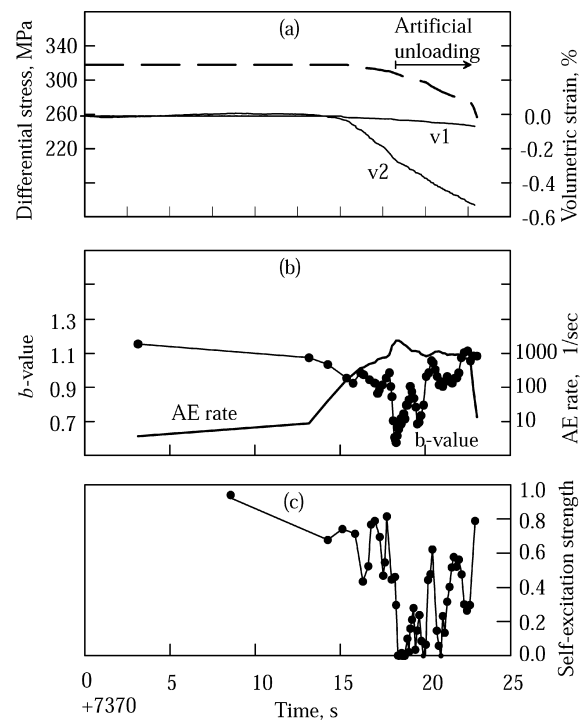 (a)
Artificial
unloading
340
300
260
220
Differential stress, MPa
0.0
-0.2
-0.4
-0.6
Volumetric strain, %
v1
v2
(b)
1.3
1.1
0.9
0.7
b-value
1000
100
10
AE rate, 1/sec
AE rate
b-value
(c)
1.0
0.8
0.6
0.4
0.2
0.0
Self-excitation strength
0 5 10 15 20 25
+7370
Time, s